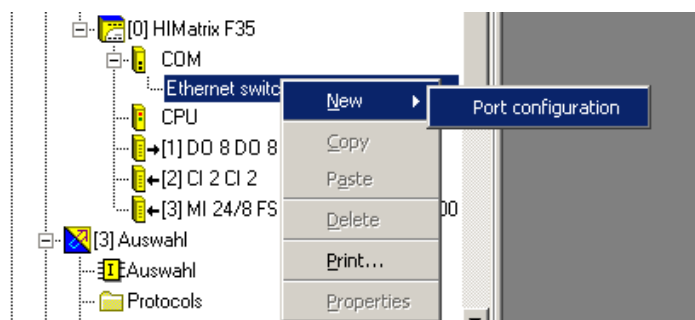 [0] HIMatrix F35
COM
Ethernet switc
New
Port configuration
CPU
Copy
[1] DO 8 DO 8
[2] CI 2 CI 2
Paste
[3] MI 24/8 FS
00
Delete
[3] Auswahl
Print...
Auswahl
Protocols
Properties